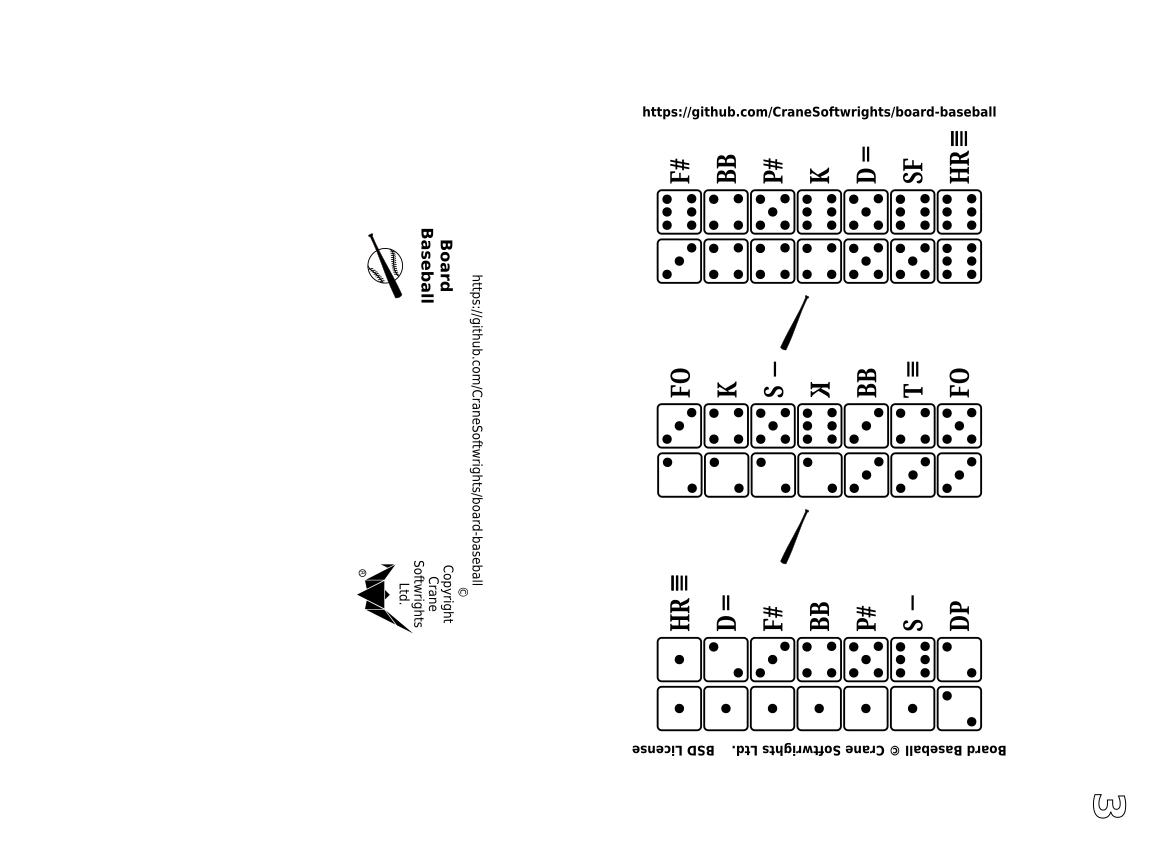 Board
Baseball
https://github.com/CraneSoftwrights/board-baseball
©
Copyright
Crane
Softwrights
Ltd.
®
https://github.com/CraneSoftwrights/board-baseball
F#
BB
P#
K
D =
SF
HR ≣
FO
K
S —
ꓘ
BB
T ≡
FO
HR ≣
D =
F#
BB
P#
S —
DP
Board Baseball © Crane Softwrights Ltd. BSD License
3